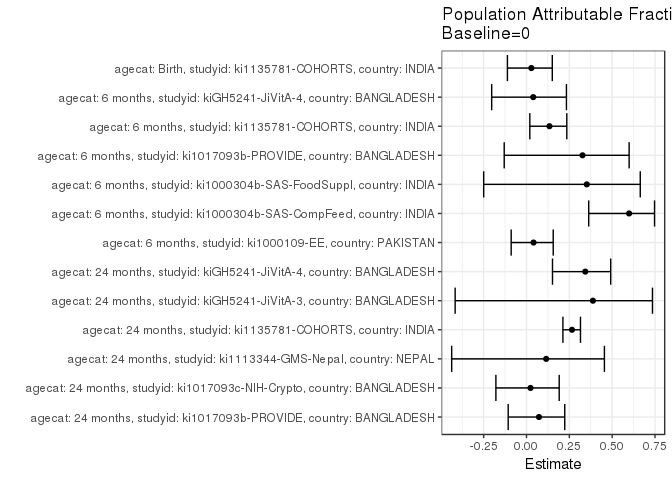 Population Attributable Fracti
Baseline=0
agecat: Birth, studyid: ki1135781-COHORTS, country: INDIA
agecat: 6 months, studyid: kiGH5241-JiVitA-4, country: BANGLADESH
agecat: 6 months, studyid: ki1135781-COHORTS, country: INDIA
agecat: 6 months, studyid: ki1017093b-PROVIDE, country: BANGLADESH
agecat: 6 months, studyid: ki1000304b-SAS-FoodSuppl, country: INDIA
agecat: 6 months, studyid: ki1000304b-SAS-CompFeed, country: INDIA
agecat: 6 months, studyid: ki1000109-EE, country: PAKISTAN
agecat: 24 months, studyid: kiGH5241-JiVitA-4, country: BANGLADESH
agecat: 24 months, studyid: kiGH5241-JiVitA-3, country: BANGLADESH
agecat: 24 months, studyid: ki1135781-COHORTS, country: INDIA
agecat: 24 months, studyid: ki1113344-GMS-Nepal, country: NEPAL
agecat: 24 months, studyid: ki1017093c-NIH-Crypto, country: BANGLADESH
agecat: 24 months, studyid: ki1017093b-PROVIDE, country: BANGLADESH
-0.25 0.00 0.25 0.50 0.75
Estimate